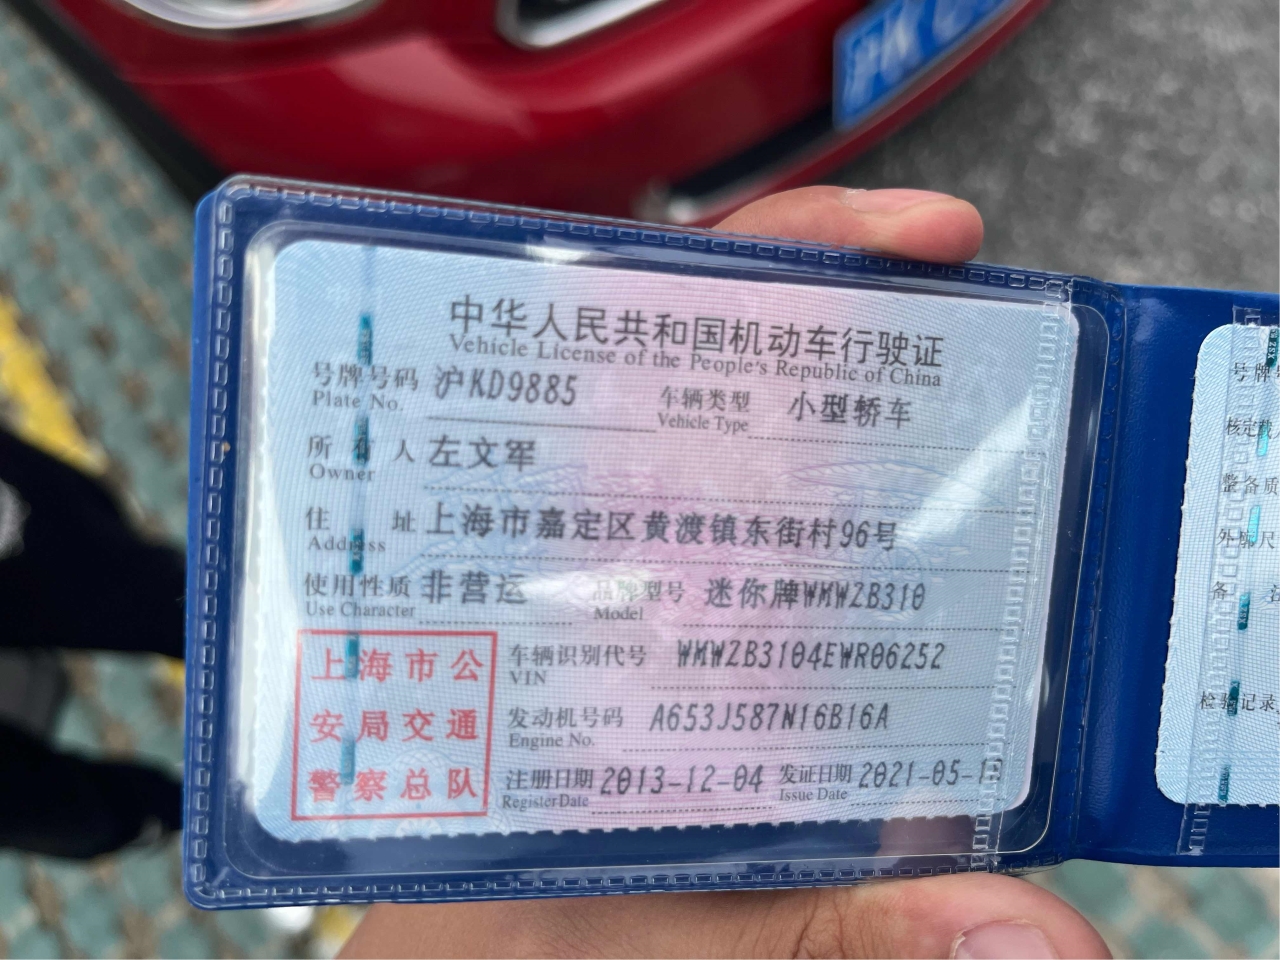 中华人民共和国机动车行驶证
Vehicle License of the People's Republic of China
号牌号码 沪KD9885 车辆类型 小型轿车
Plate No. Vehicle Type
所有人 左文军
Owner
住址 上海市嘉定区黄渡镇东街村96号
Address
使用性质 非营运 品牌型号 迷你牌WMWZB310
Use Character Model
上海市公
安局交通
警察总队
车辆识别代号 WMWZB3104EWR06252
VIN
发动机号码 A653J587N16B16A
Engine No.
注册日期 2013-12-04 发证日期 2021-05-
Register Date Issue Date
号牌
核定载
整备质
外廓尺
备
检验记录
沪K